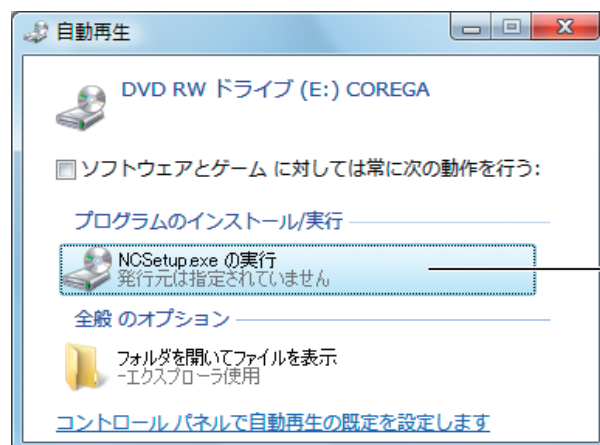 自動再生
DVD RW ドライブ (E:) COREGA
ソフトウェアとゲーム に対しては常に次の動作を行う:
プログラムのインストール/実行
NCSetup.exe の実行
発行元は指定されていません
全般 のオプション
フォルダを開いてファイルを表示
-エクスプローラ使用
コントロール パネルで自動再生の既定を設定します